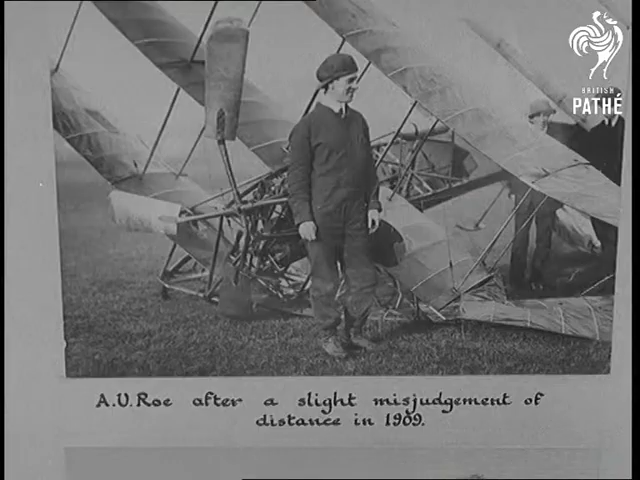 BRITISH
PATHÉ
A.V. Roe after a slight misjudgement of
distance in 1909.